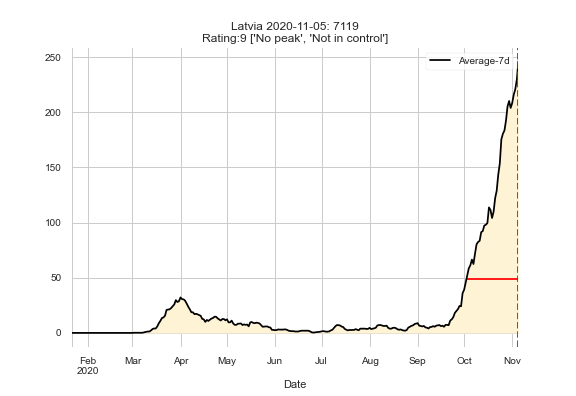 Latvia 2020-11-05: 7119
Rating:9 ['No peak', 'Not in control']
Average-7d
250
200
150
100
50
0
Feb Mar Apr May Jun Jul Aug Sep Oct Nov
2020
Date